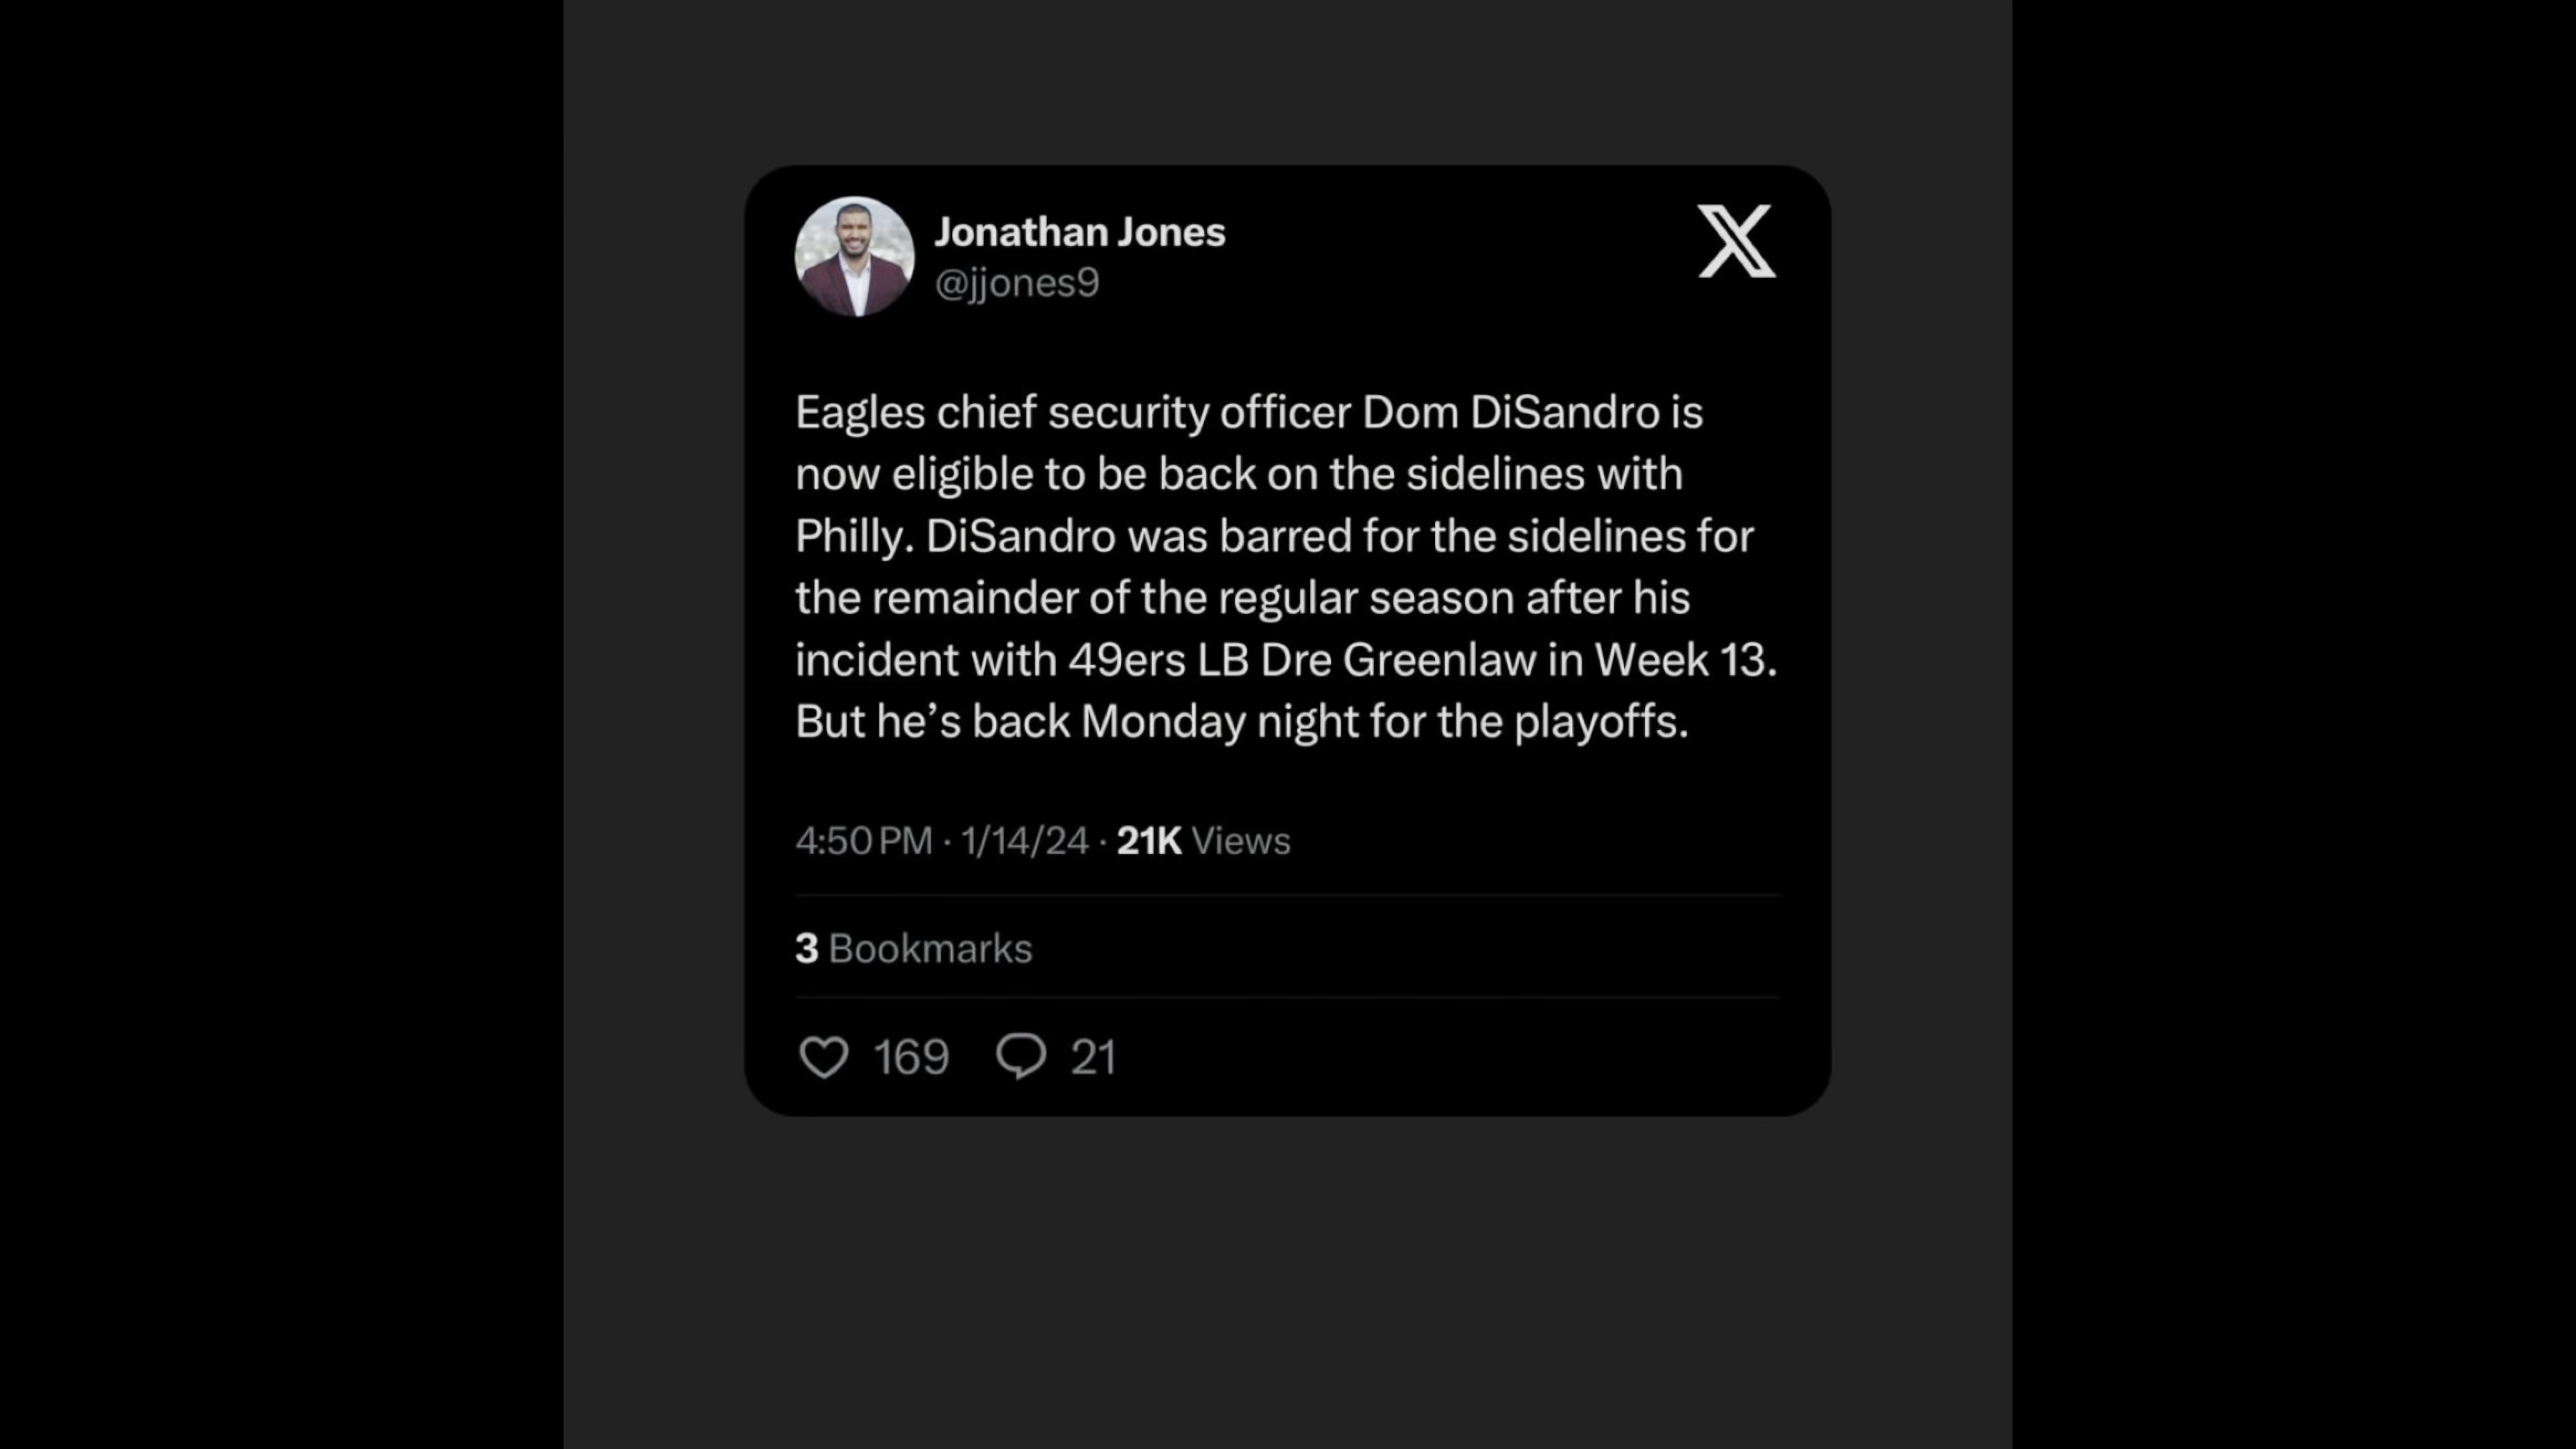 Jonathan Jones
@jjones9
Eagles chief security officer Dom DiSandro is
now eligible to be back on the sidelines with
Philly. DiSandro was barred for the sidelines for
the remainder of the regular season after his
incident with 49ers LB Dre Greenlaw in Week 13.
But he’s back Monday night for the playoffs.
4:50 PM · 1/14/24 · 21K Views
3 Bookmarks
169 21